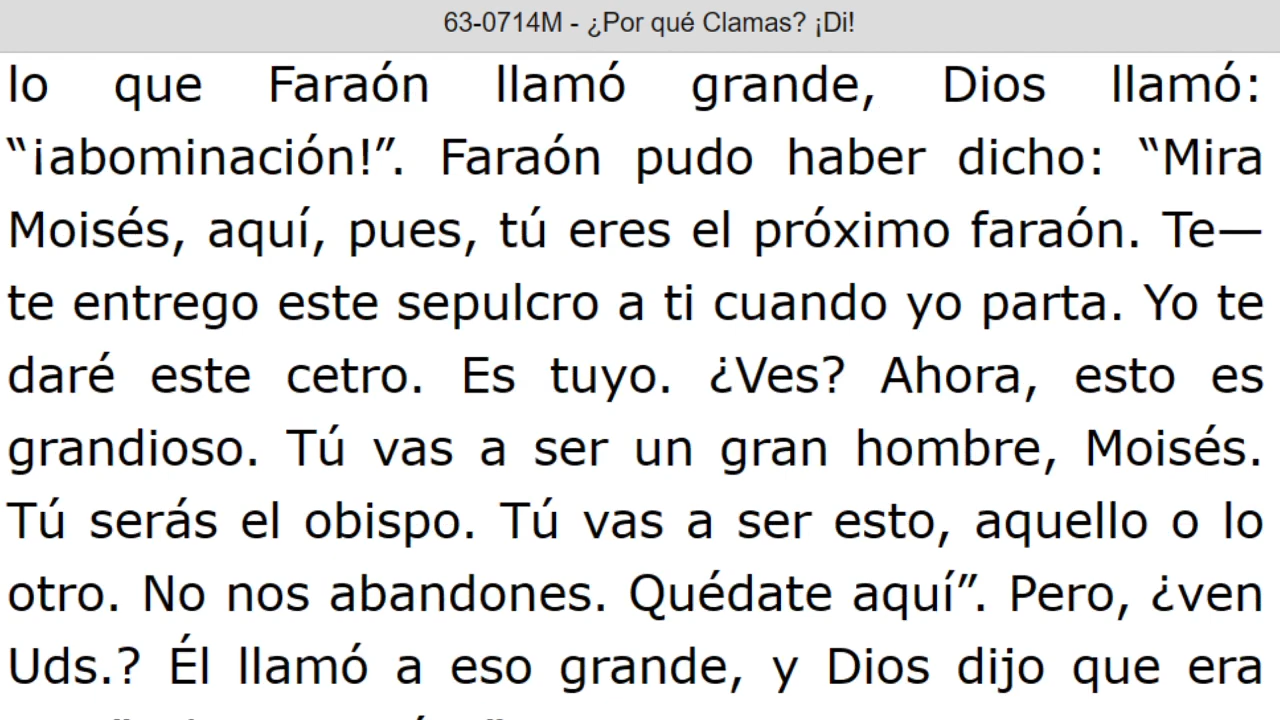 63-0714M - ¿Por qué Clamas? ¡Di!
lo que Faraón llamó grande, Dios llamó:
“¡abominación!”. Faraón pudo haber dicho: “Mira
Moisés, aquí, pues, tú eres el próximo faraón. Te—
te entrego este sepulcro a ti cuando yo parta. Yo te
daré este cetro. Es tuyo. ¿Ves? Ahora, esto es
grandioso. Tú vas a ser un gran hombre, Moisés.
Tú serás el obispo. Tú vas a ser esto, aquello o lo
otro. No nos abandones. Quédate aquí”. Pero, ¿ven
Uds.? Él llamó a eso grande, y Dios dijo que era